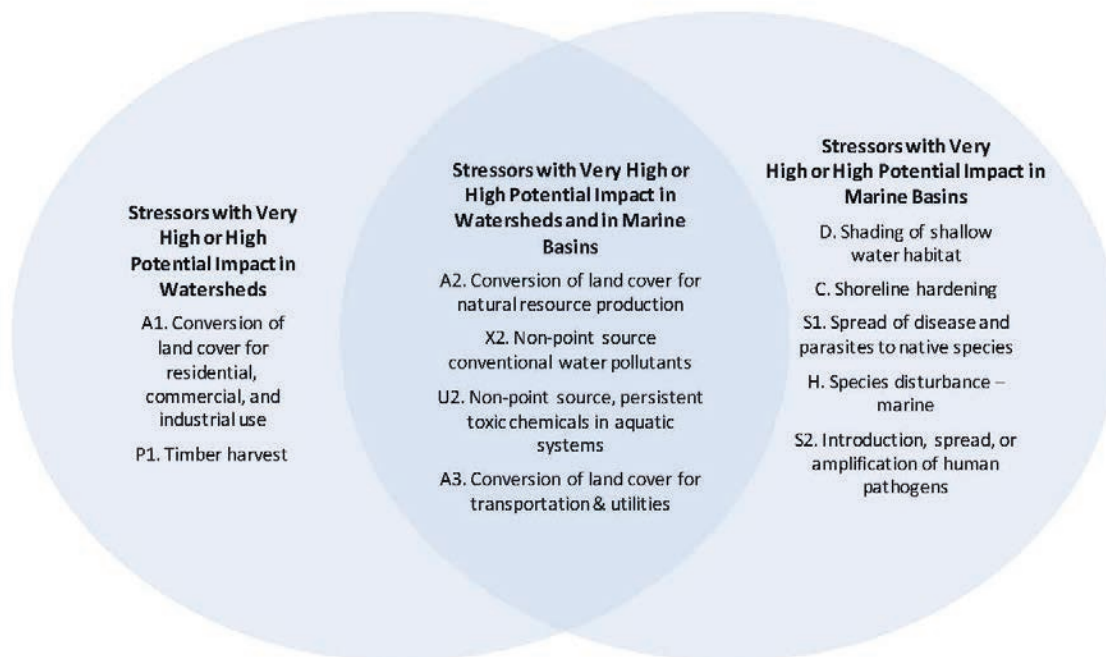 Stressors with Very
High or High
Potential Impact in
Watersheds
A1. Conversion of
land cover for
residential,
commercial, and
industrial use
P1. Timber harvest
Stressors with Very High or
High Potential Impact in
Watersheds and in Marine
Basins
A2. Conversion of land cover for
natural resource production
X2. Non-point source
conventional water pollutants
U2. Non-point source, persistent
toxic chemicals in aquatic
systems
A3. Conversion of land cover for
transportation & utilities
Stressors with Very
High or High Potential Impact in
Marine Basins
D. Shading of shallow
water habitat
C. Shoreline hardening
S1. Spread of disease and
parasites to native species
H. Species disturbance –
marine
S2. Introduction, spread, or
amplification of human
pathogens